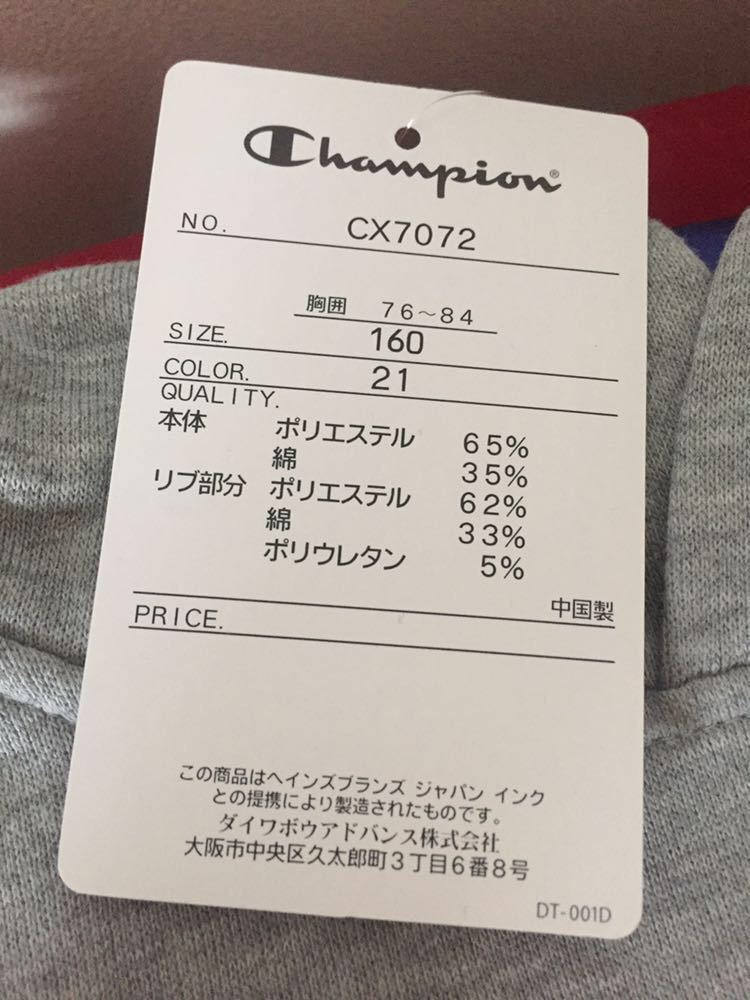 Champion®
NO. CX7072
胸囲 76～84
SIZE. 160
COLOR. 21
QUALITY.
本体 ポリエステル 65%
綿 35%
リブ部分 ポリエステル 62%
綿 33%
ポリウレタン 5%
中国製
PRICE.
この商品はヘインズブランズ ジャパン インク
との提携により製造されたものです。
ダイワボウアドバンス株式会社
大阪市中央区久太郎町3丁目6番8号
DT-001D